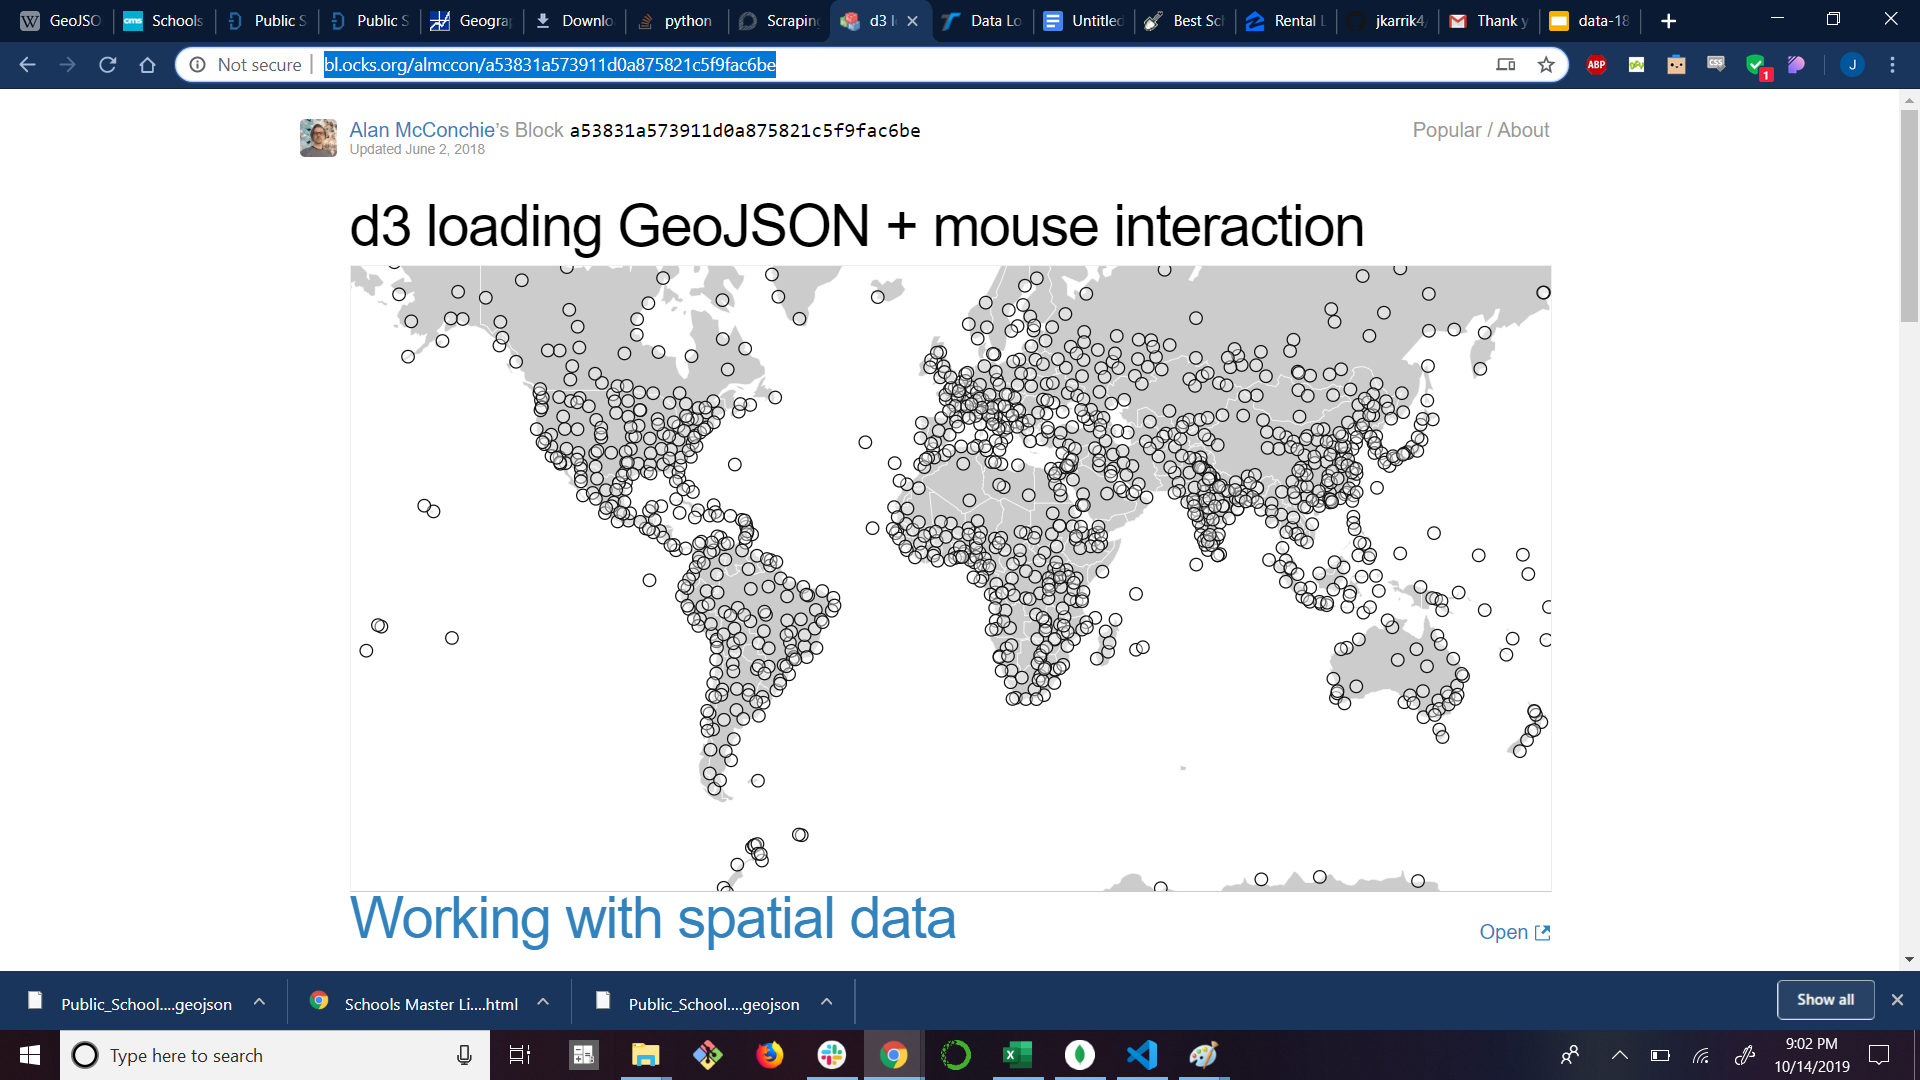 GeoJSO
Schools
Public S
Public S
Geogra
Downlo
python
Scraping
d3 l
Data Lo
Untitled
Best Sch
Rental L
jkarrik4
Thank y
data-18
Not secure
bl.ocks.org/almccon/a53831a573911d0a875821c5f9fac6be
ABP
CSS
1
J
Alan McConchie's Block a53831a573911d0a875821c5f9fac6be
Updated June 2, 2018
Popular / About
d3 loading GeoJSON + mouse interaction
Working with spatial data
Open
Public_School....geojson
Schools Master Li....html
Public_School....geojson
Show all
Type here to search
9:02 PM
10/14/2019